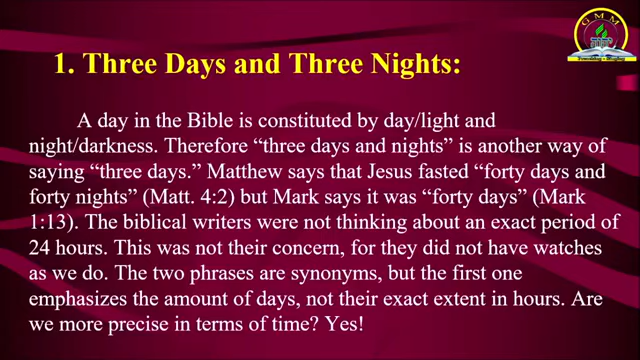 GMM
1. Three Days and Three Nights:
A day in the Bible is constituted by day/light and
night/darkness. Therefore “three days and nights” is another way of
saying “three days.” Matthew says that Jesus fasted “forty days and
forty nights” (Matt. 4:2) but Mark says it was “forty days” (Mark
1:13). The biblical writers were not thinking about an exact period of
24 hours. This was not their concern, for they did not have watches
as we do. The two phrases are synonyms, but the first one
emphasizes the amount of days, not their exact extent in hours. Are
we more precise in terms of time? Yes!